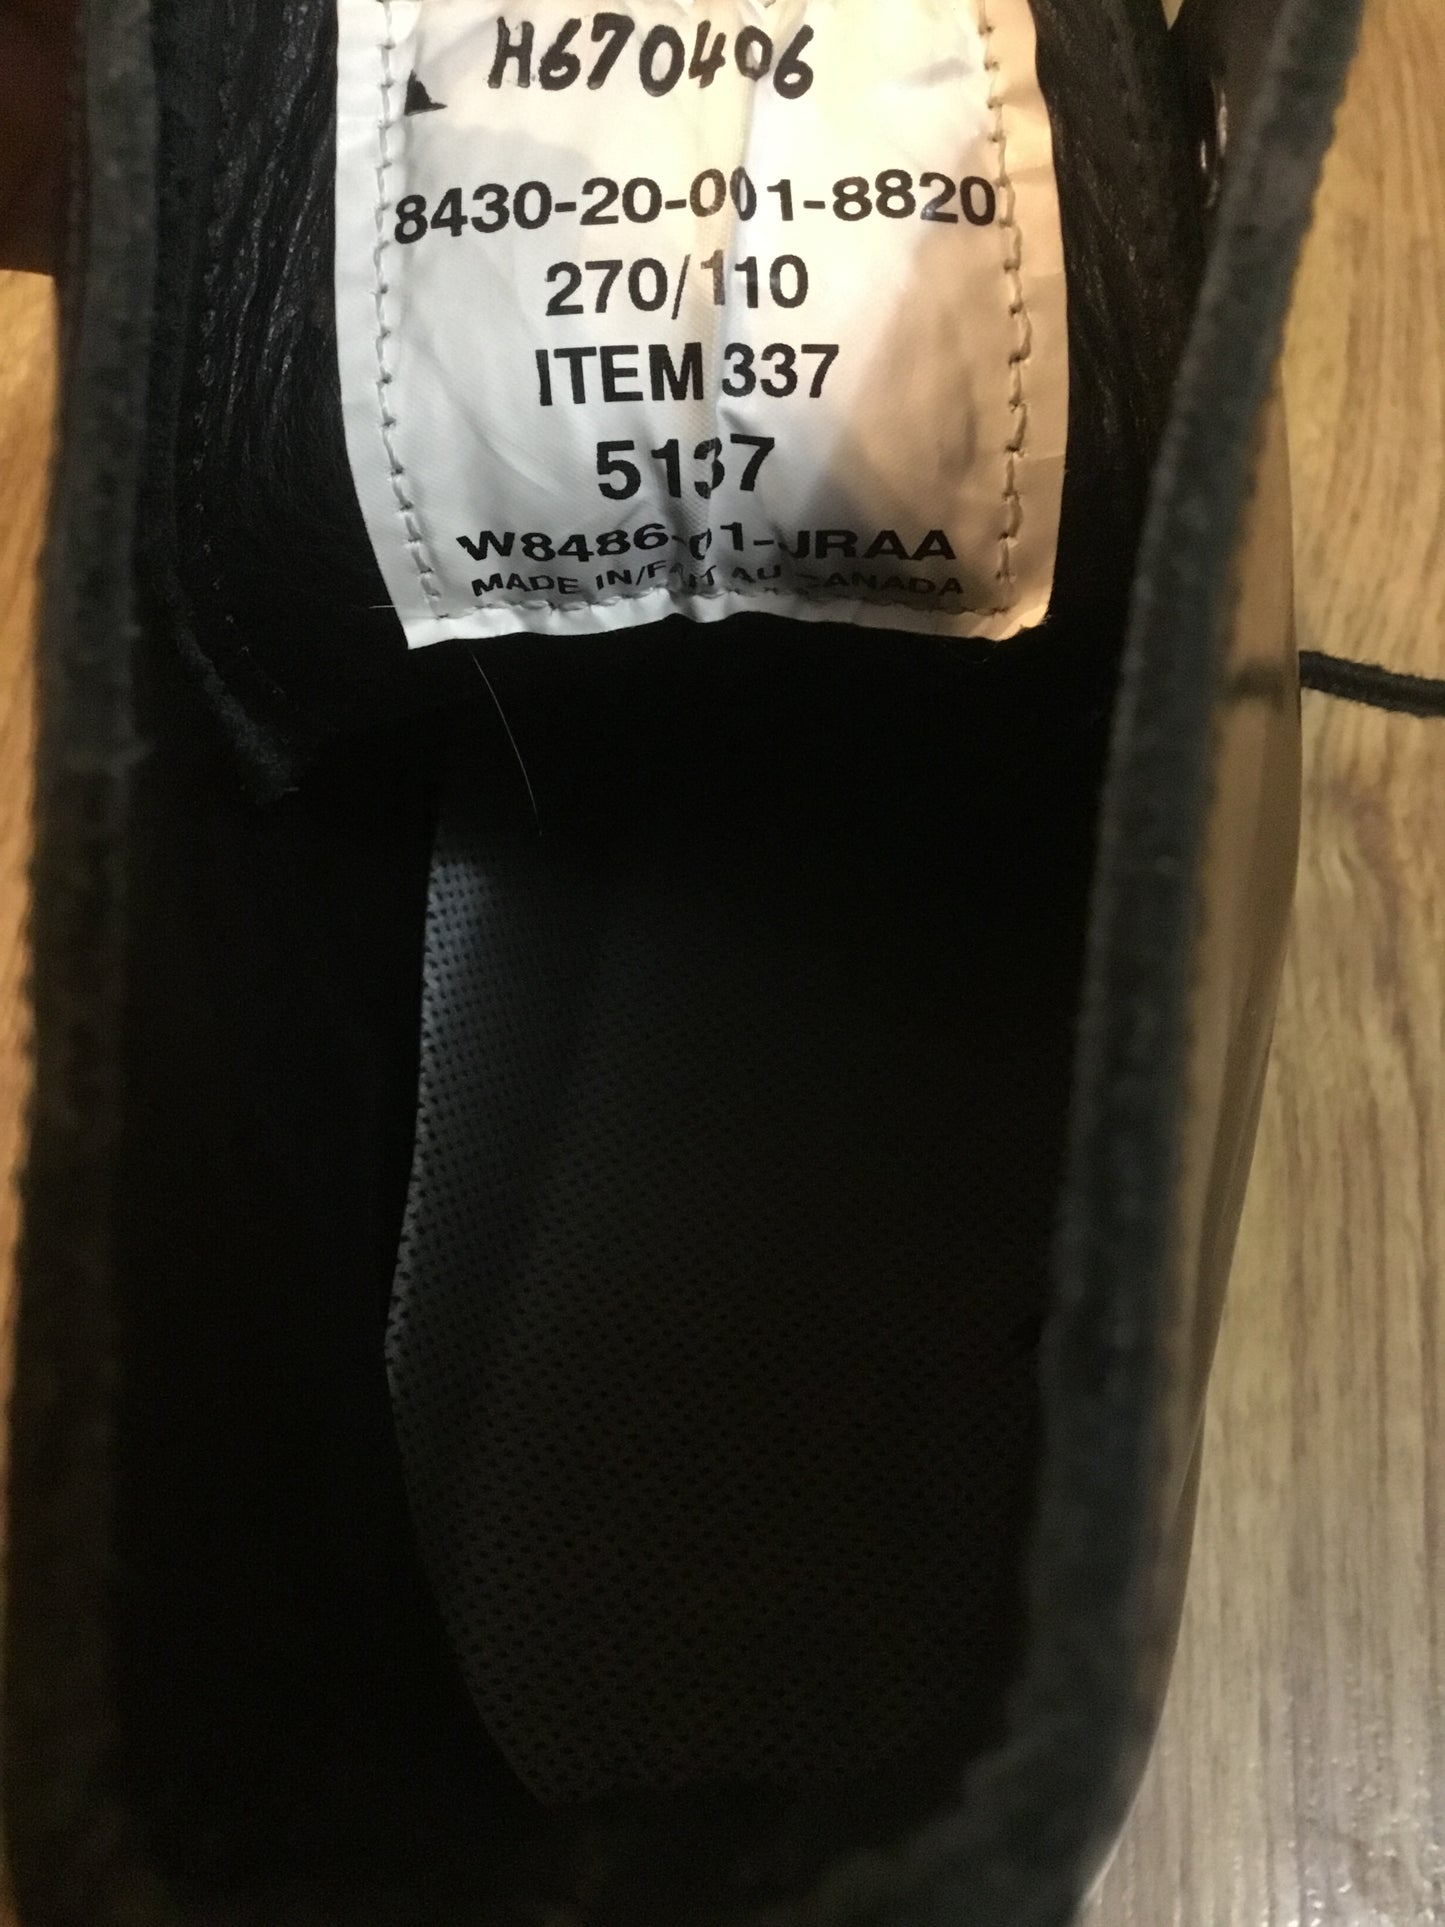 H670406
8430-20-001-8820
270/110
ITEM 337
5137
W8486-01-JRAA
MADE IN/FAIT AU CANADA